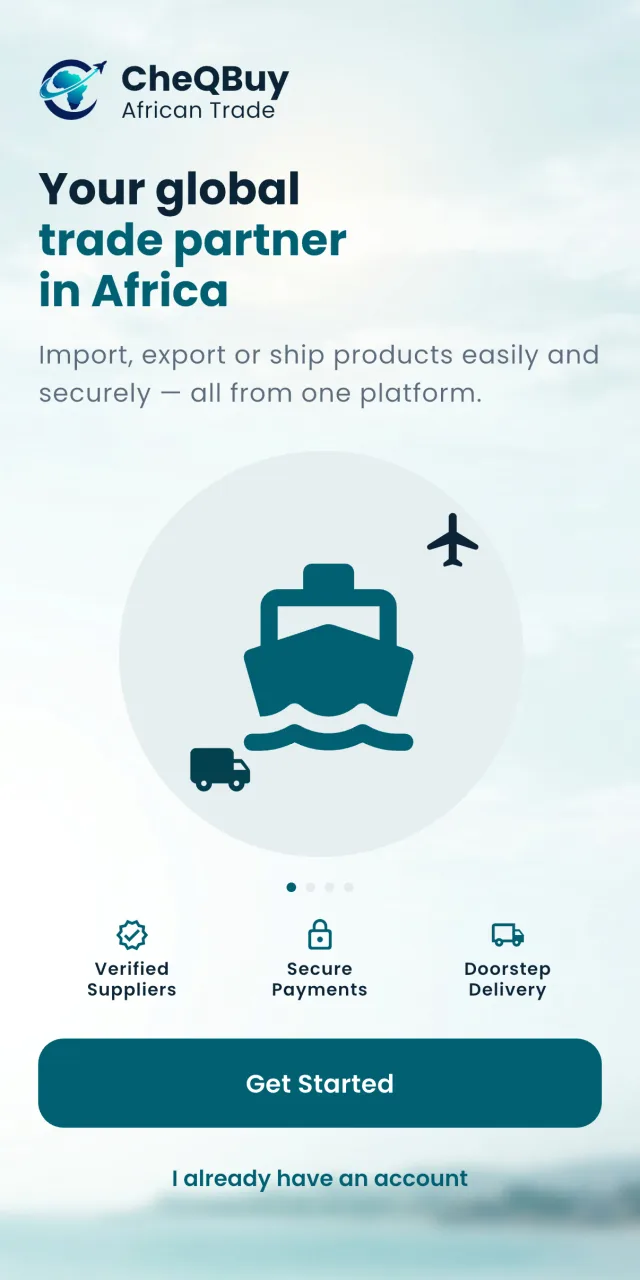 CheQBuy
African Trade
Your global
trade partner
in Africa
Import, export or ship products easily and
securely — all from one platform.
Verified
Suppliers
Secure
Payments
Doorstep
Delivery
Get Started
I already have an account